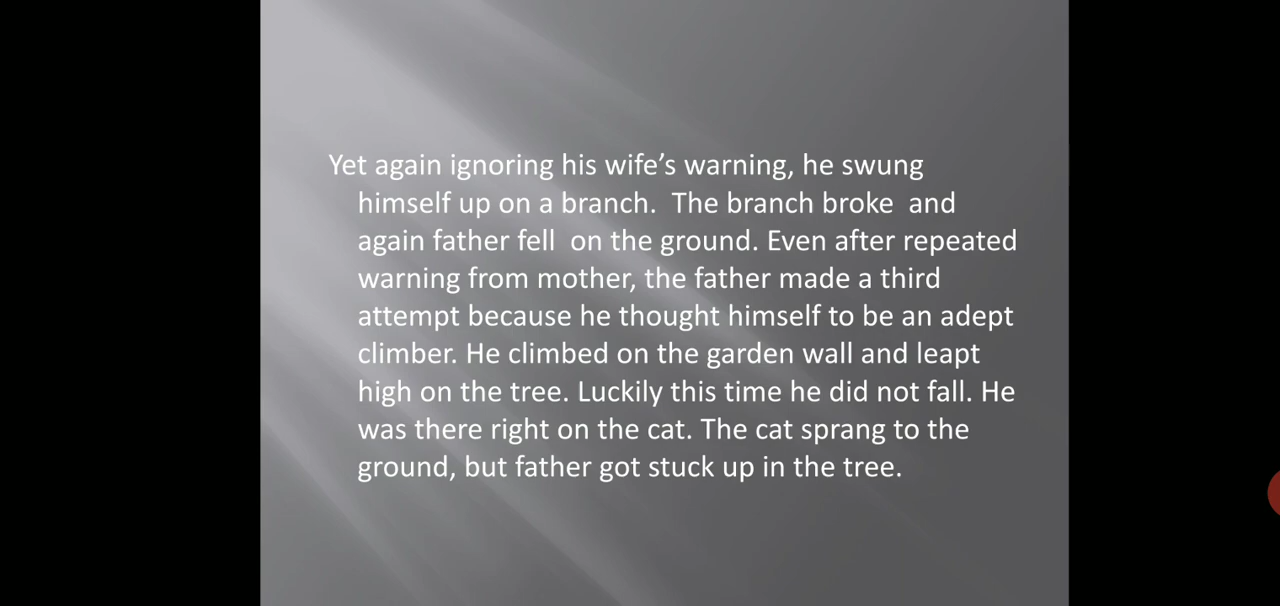 Yet again ignoring his wife’s warning, he swung
himself up on a branch.  The branch broke  and
again father fell  on the ground. Even after repeated
warning from mother, the father made a third
attempt because he thought himself to be an adept
climber. He climbed on the garden wall and leapt
high on the tree. Luckily this time he did not fall. He
was there right on the cat. The cat sprang to the
ground, but father got stuck up in the tree.